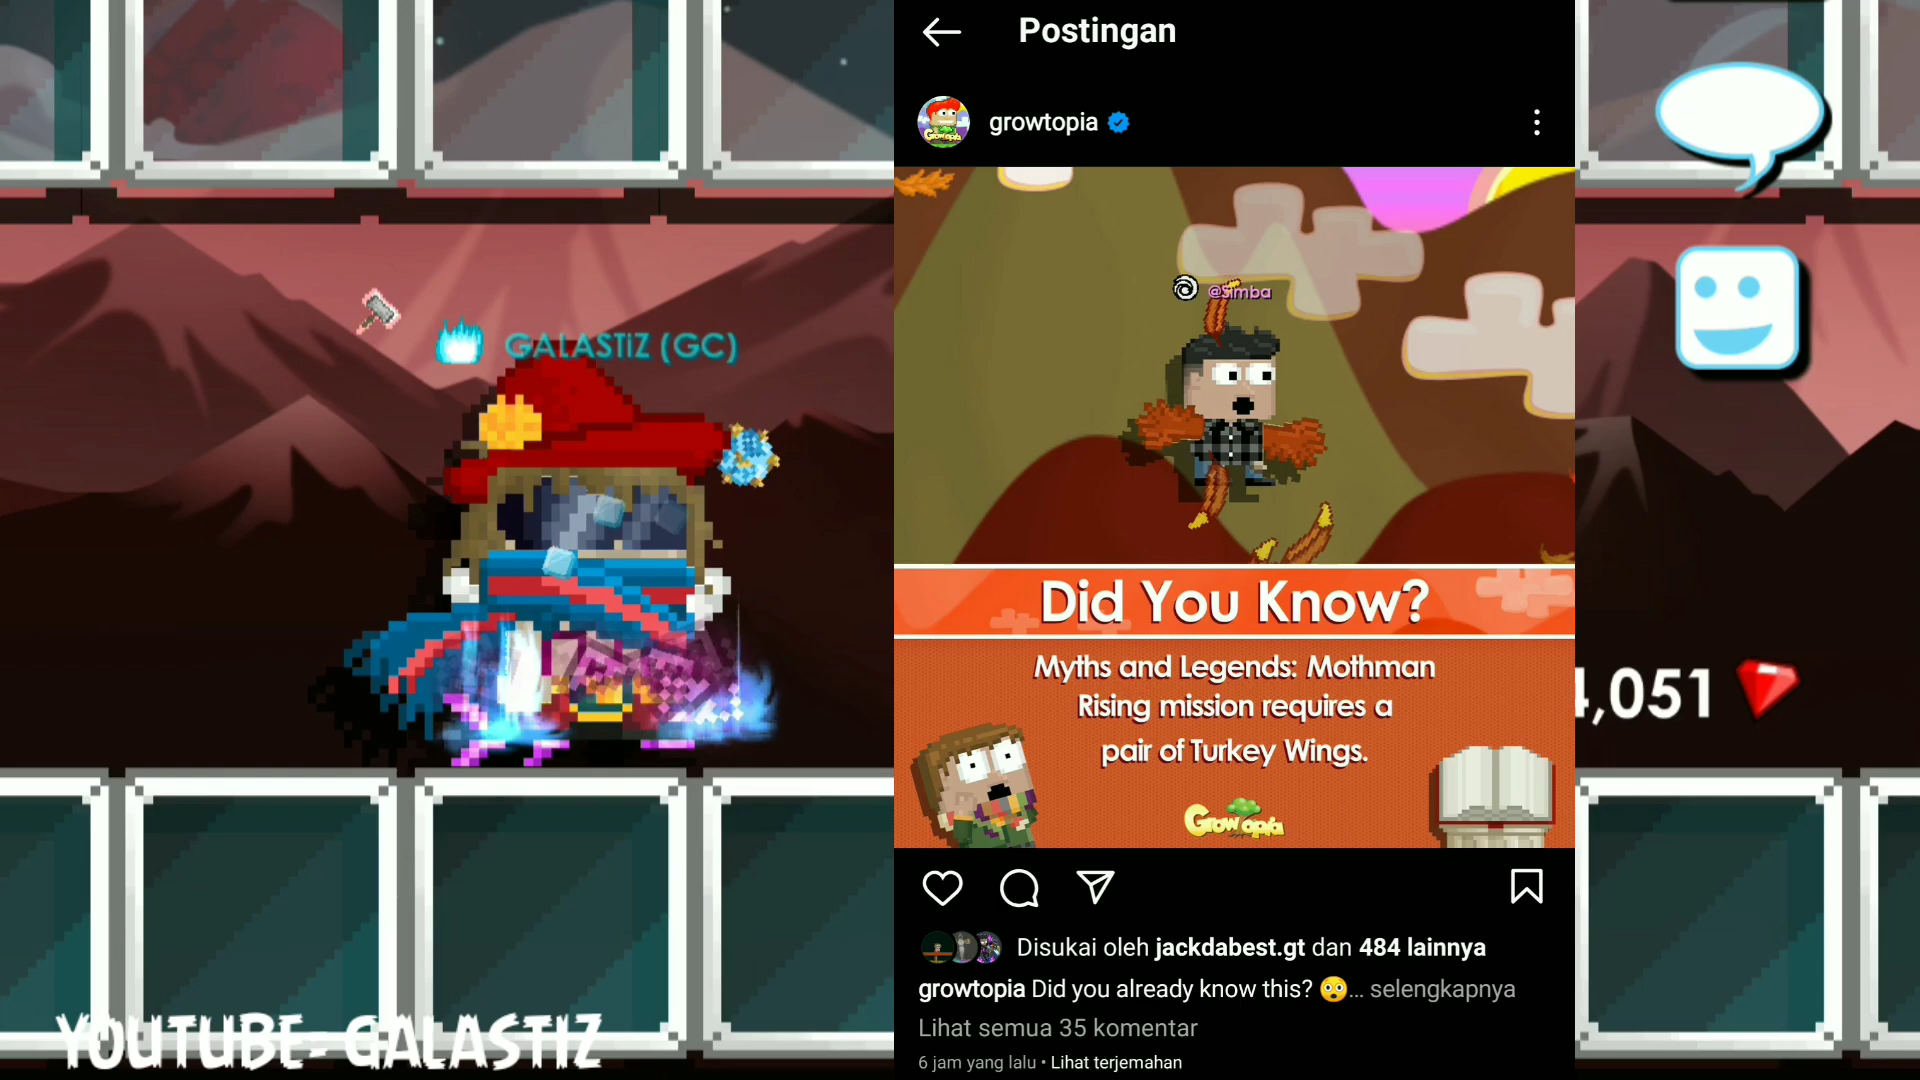 Postingan
growtopia
@Simba
GALASTiZ (GC)
Did You Know?
Myths and Legends: Mothman
Rising mission requires a
pair of Turkey Wings.
Growtopia
4,051
Disukai oleh jackdabest.gt dan 484 lainnya
growtopia Did you already know this? 😳... selengkapnya
Lihat semua 35 komentar
6 jam yang lalu • Lihat terjemahan
YOUTUBE= GALASTIZ